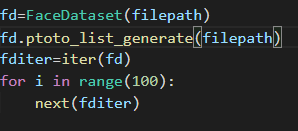 fd=FaceDataset(filepath)
fd.ptoto_list_generate(filepath)
fditer=iter(fd)
for i in range(100):
    next(fditer)